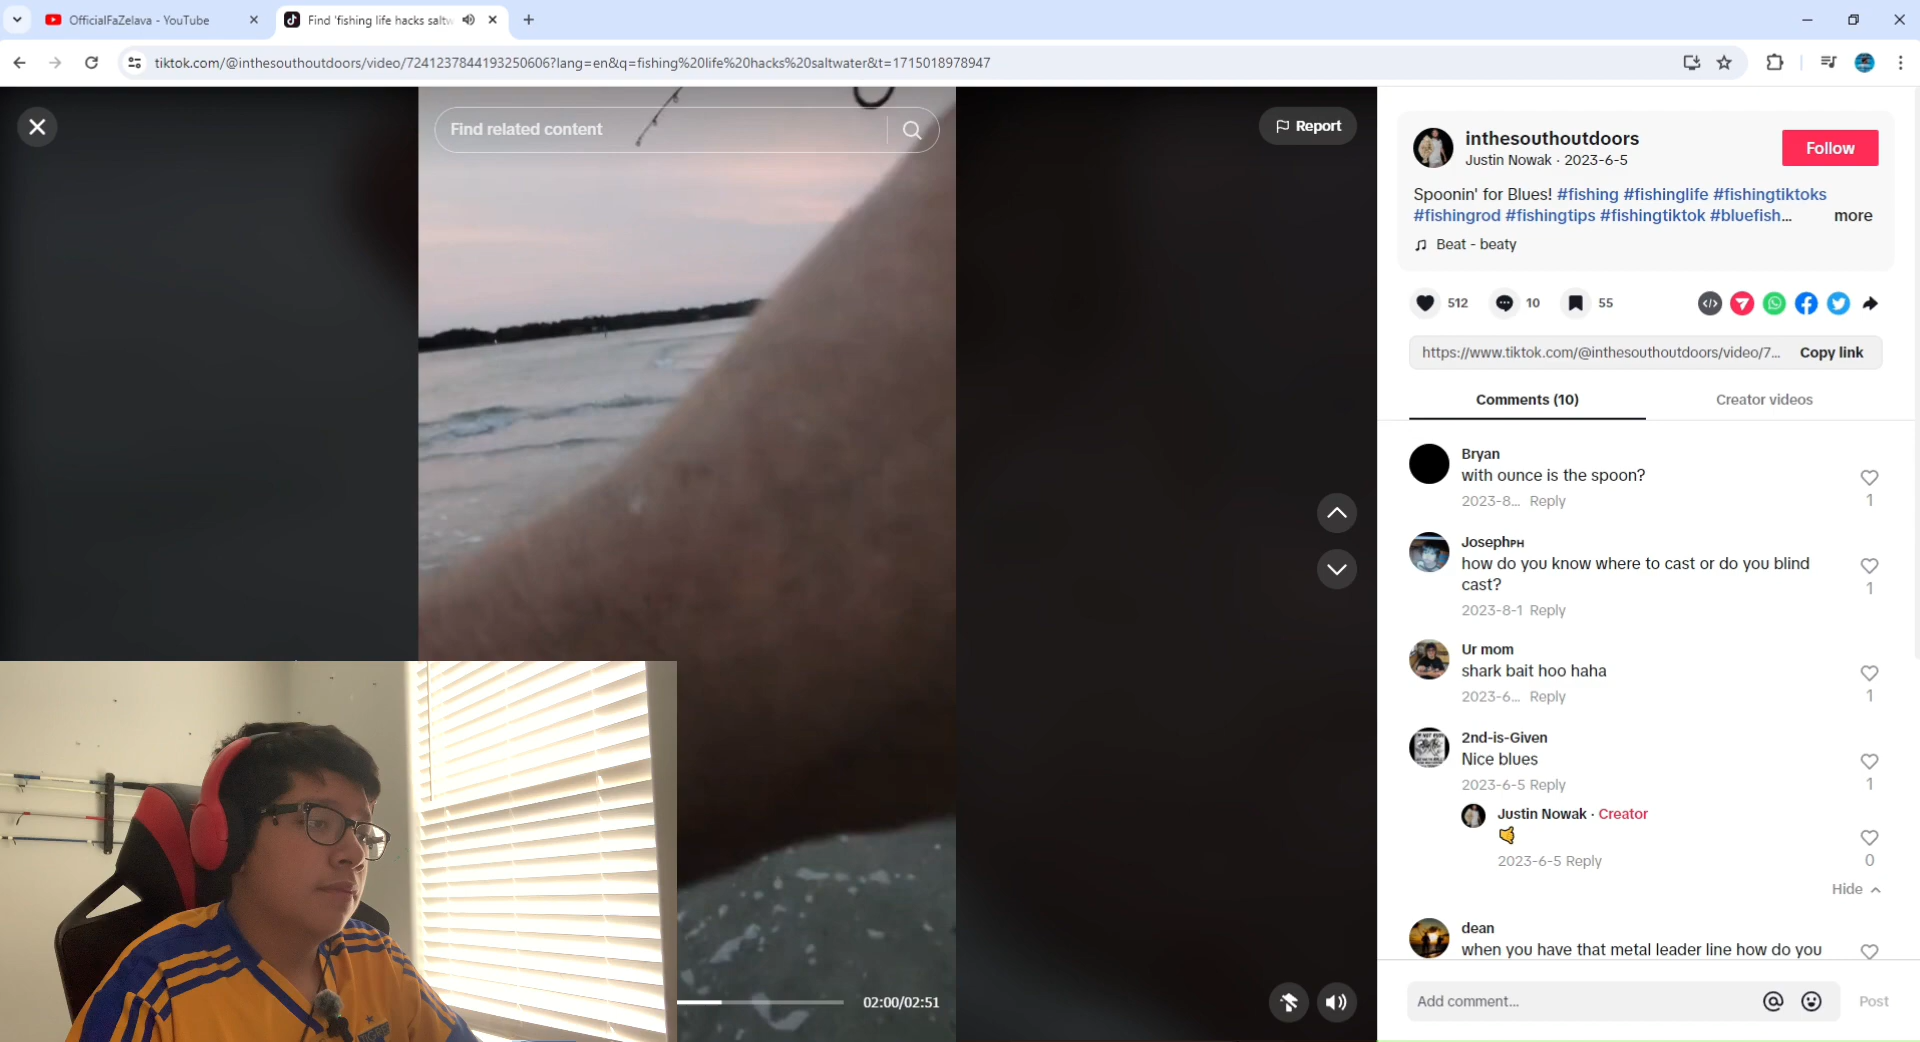 OfficialFaZelava - YouTube
Find 'fishing life hacks saltw
tiktok.com/@inthesouthoutdoors/video/7241237844193250606?lang=en&q=fishing%20life%20hacks%20saltwater&t=1715018978947
Find related content
Report
inthesouthoutdoors
Justin Nowak · 2023-6-5
Follow
Spoonin' for Blues! #fishing #fishinglife #fishingtiktoks
#fishingrod #fishingtips #fishingtiktok #bluefish...
more
Beat - beaty
512
10
55
https://www.tiktok.com/@inthesouthoutdoors/video/7...
Copy link
Comments (10)
Creator videos
Bryan
with ounce is the spoon?
2023-8... Reply
1
Josephᴘʜ
how do you know where to cast or do you blind
cast?
2023-8-1 Reply
1
Ur mom
shark bait hoo haha
2023-6... Reply
1
2nd-is-Given
Nice blues
2023-6-5 Reply
1
Justin Nowak · Creator
🤙
2023-6-5 Reply
0
Hide
dean
when you have that metal leader line how do you
02:00/02:51
Add comment...
Post